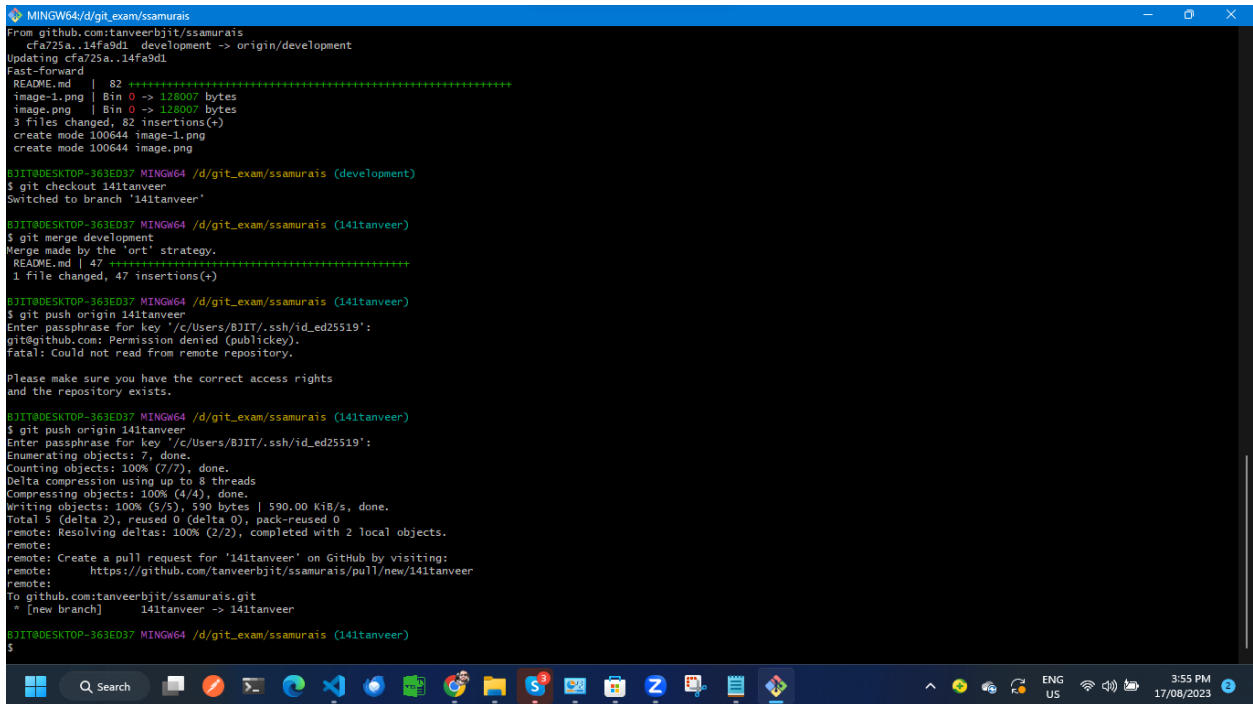 MINGW64:/d/git_exam/ssamurais
From github.com:tanveerbjit/ssamurais
   cfa725a..14fa9d1  development -> origin/development
Updating cfa725a..14fa9d1
Fast-forward
 README.md   |  82 ++++++++++++++++++++++++++++++++++++++++++++++++++++++++++++++
 image-1.png | Bin 0 -> 128007 bytes
 image.png   | Bin 0 -> 128007 bytes
 3 files changed, 82 insertions(+)
 create mode 100644 image-1.png
 create mode 100644 image.png
BJIT@DESKTOP-363ED37 MINGW64 /d/git_exam/ssamurais (development)
$ git checkout 141tanveer
Switched to branch '141tanveer'
BJIT@DESKTOP-363ED37 MINGW64 /d/git_exam/ssamurais (141tanveer)
$ git merge development
Merge made by the 'ort' strategy.
 README.md | 47 +++++++++++++++++++++++++++++++++++++++++++++++
 1 file changed, 47 insertions(+)
BJIT@DESKTOP-363ED37 MINGW64 /d/git_exam/ssamurais (141tanveer)
$ git push origin 141tanveer
Enter passphrase for key '/c/Users/BJIT/.ssh/id_ed25519':
git@github.com: Permission denied (publickey).
fatal: Could not read from remote repository.
Please make sure you have the correct access rights
and the repository exists.
BJIT@DESKTOP-363ED37 MINGW64 /d/git_exam/ssamurais (141tanveer)
$ git push origin 141tanveer
Enter passphrase for key '/c/Users/BJIT/.ssh/id_ed25519':
Enumerating objects: 7, done.
Counting objects: 100% (7/7), done.
Delta compression using up to 8 threads
Compressing objects: 100% (4/4), done.
Writing objects: 100% (5/5), 590 bytes | 590.00 KiB/s, done.
Total 5 (delta 2), reused 0 (delta 0), pack-reused 0
remote: Resolving deltas: 100% (2/2), completed with 2 local objects.
remote:
remote: Create a pull request for '141tanveer' on GitHub by visiting:
remote:      https://github.com/tanveerbjit/ssamurais/pull/new/141tanveer
remote:
To github.com:tanveerbjit/ssamurais.git
 * [new branch]      141tanveer -> 141tanveer
BJIT@DESKTOP-363ED37 MINGW64 /d/git_exam/ssamurais (141tanveer)
$
Search
S
3
Z
ENG
US
3:55 PM
17/08/2023
2